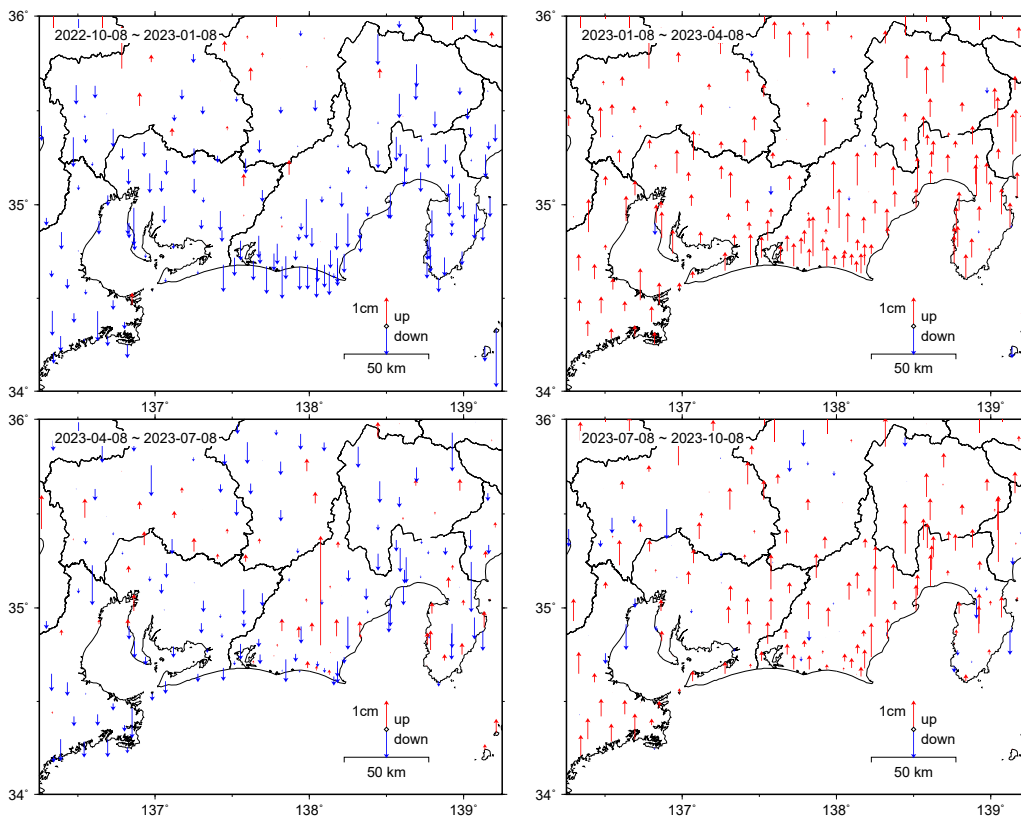 36°
2022-10-08 ~ 2023-01-08
35°
1cm
up
down
50 km
34°
137°
138°
139°
36°
2023-01-08 ~ 2023-04-08
35°
1cm
up
down
50 km
34°
137°
138°
139°
36°
2023-04-08 ~ 2023-07-08
35°
1cm
up
down
50 km
34°
137°
138°
139°
36°
2023-07-08 ~ 2023-10-08
35°
1cm
up
down
50 km
34°
137°
138°
139°